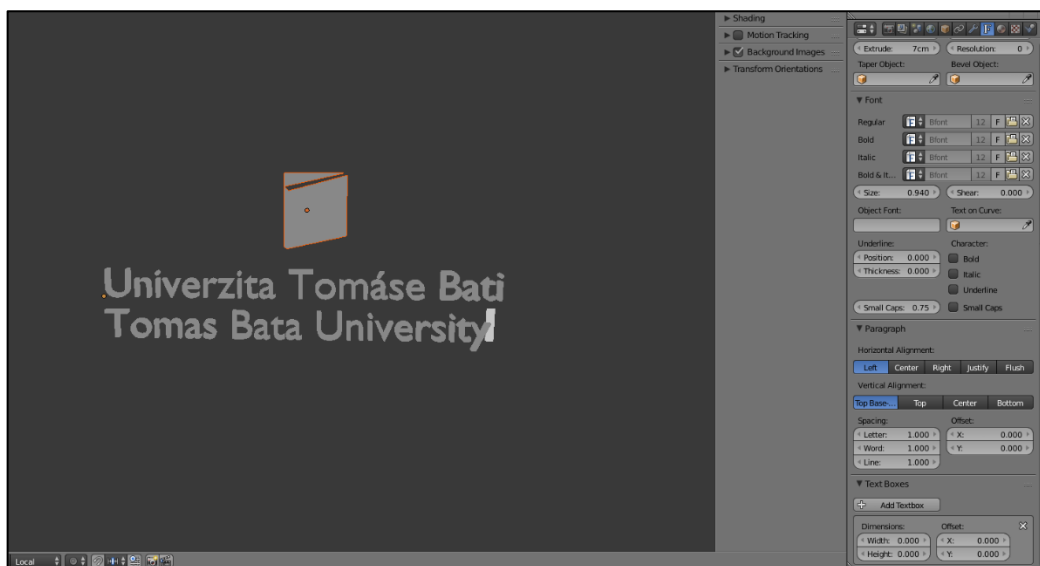 Shading
Motion Tracking
Background Images
Transform Orientations
Univerzita Tomáse Bati
Tomas Bata University
Local
Extrude: 7cm
Resolution: 0
Taper Object:
Bevel Object:
Font
Regular Bfont 12 F
Bold Bfont 12 F
Italic Bfont 12 F
Bold & It... Bfont 12 F
Size: 0.940
Shear: 0.000
Object Font:
Text on Curve:
Underline:
Character:
Position: 0.000
Bold
Thickness: 0.000
Italic
Underline
Small Caps: 0.75
Small Caps
Paragraph
Horizontal Alignment:
Left Center Right Justify Flush
Vertical Alignment:
Top Base-... Top Center Bottom
Spacing:
Offset:
Letter: 1.000
X: 0.000
Word: 1.000
Y: 0.000
Line: 1.000
Text Boxes
Add Textbox
Dimensions:
Offset:
Width: 0.000
X: 0.000
Height: 0.000
Y: 0.000